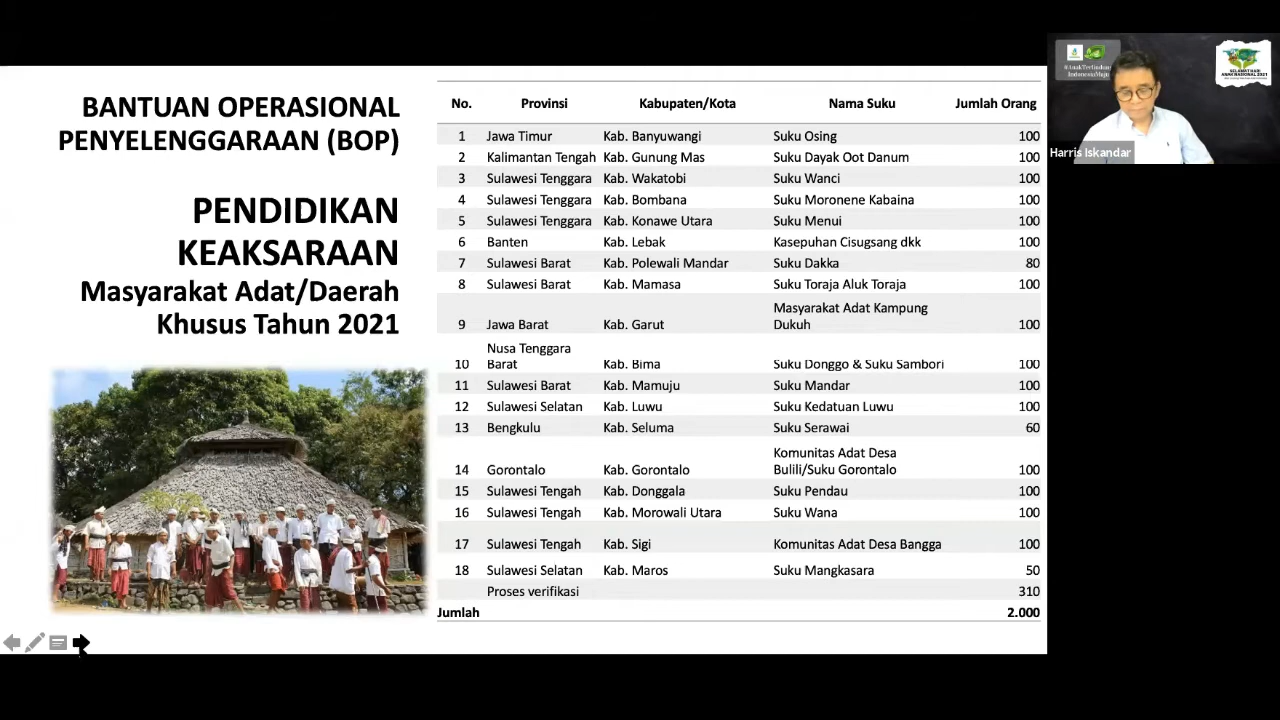 BANTUAN OPERASIONAL
PENYELENGGARAAN (BOP)
PENDIDIKAN
KEAKSARAAN
Masyarakat Adat/Daerah
Khusus Tahun 2021
No. Provinsi Kabupaten/Kota Nama Suku Jumlah Orang
1 Jawa Timur Kab. Banyuwangi Suku Osing 100
2 Kalimantan Tengah Kab. Gunung Mas Suku Dayak Oot Danum 100
3 Sulawesi Tenggara Kab. Wakatobi Suku Wanci 100
4 Sulawesi Tenggara Kab. Bombana Suku Moronene Kabaina 100
5 Sulawesi Tenggara Kab. Konawe Utara Suku Menui 100
6 Banten Kab. Lebak Kasepuhan Cisugsang dkk 100
7 Sulawesi Barat Kab. Polewali Mandar Suku Dakka 80
8 Sulawesi Barat Kab. Mamasa Suku Toraja Aluk Toraja 100
Masyarakat Adat Kampung
9 Jawa Barat Kab. Garut Dukuh 100
Nusa Tenggara
10 Barat Kab. Bima Suku Donggo & Suku Sambori 100
11 Sulawesi Barat Kab. Mamuju Suku Mandar 100
12 Sulawesi Selatan Kab. Luwu Suku Kedatuan Luwu 100
13 Bengkulu Kab. Seluma Suku Serawai 60
Komunitas Adat Desa
14 Gorontalo Kab. Gorontalo Bulili/Suku Gorontalo 100
15 Sulawesi Tengah Kab. Donggala Suku Pendau 100
16 Sulawesi Tengah Kab. Morowali Utara Suku Wana 100
17 Sulawesi Tengah Kab. Sigi Komunitas Adat Desa Bangga 100
18 Sulawesi Selatan Kab. Maros Suku Mangkasara 50
Proses verifikasi 310
Jumlah 2.000
SELAMAT HARI
ANAK NASIONAL 2021
Harris Iskandar